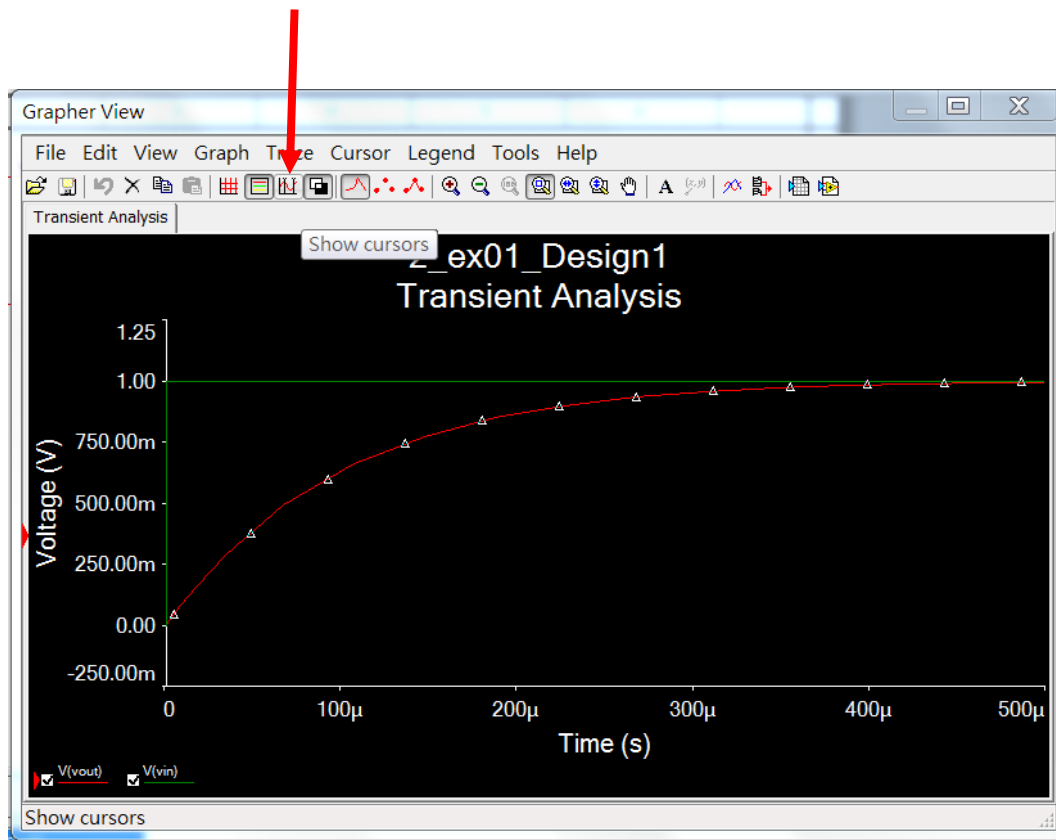 Grapher View
File Edit View Graph Trace Cursor Legend Tools Help
A (x,y)
Transient Analysis
Show cursors
2_ex01_Design1
Transient Analysis
1.25
1.00
750.00m
500.00m
250.00m
0.00
-250.00m
Voltage (V)
0 100µ 200µ 300µ 400µ 500µ
Time (s)
V(vout) V(vin)
Show cursors